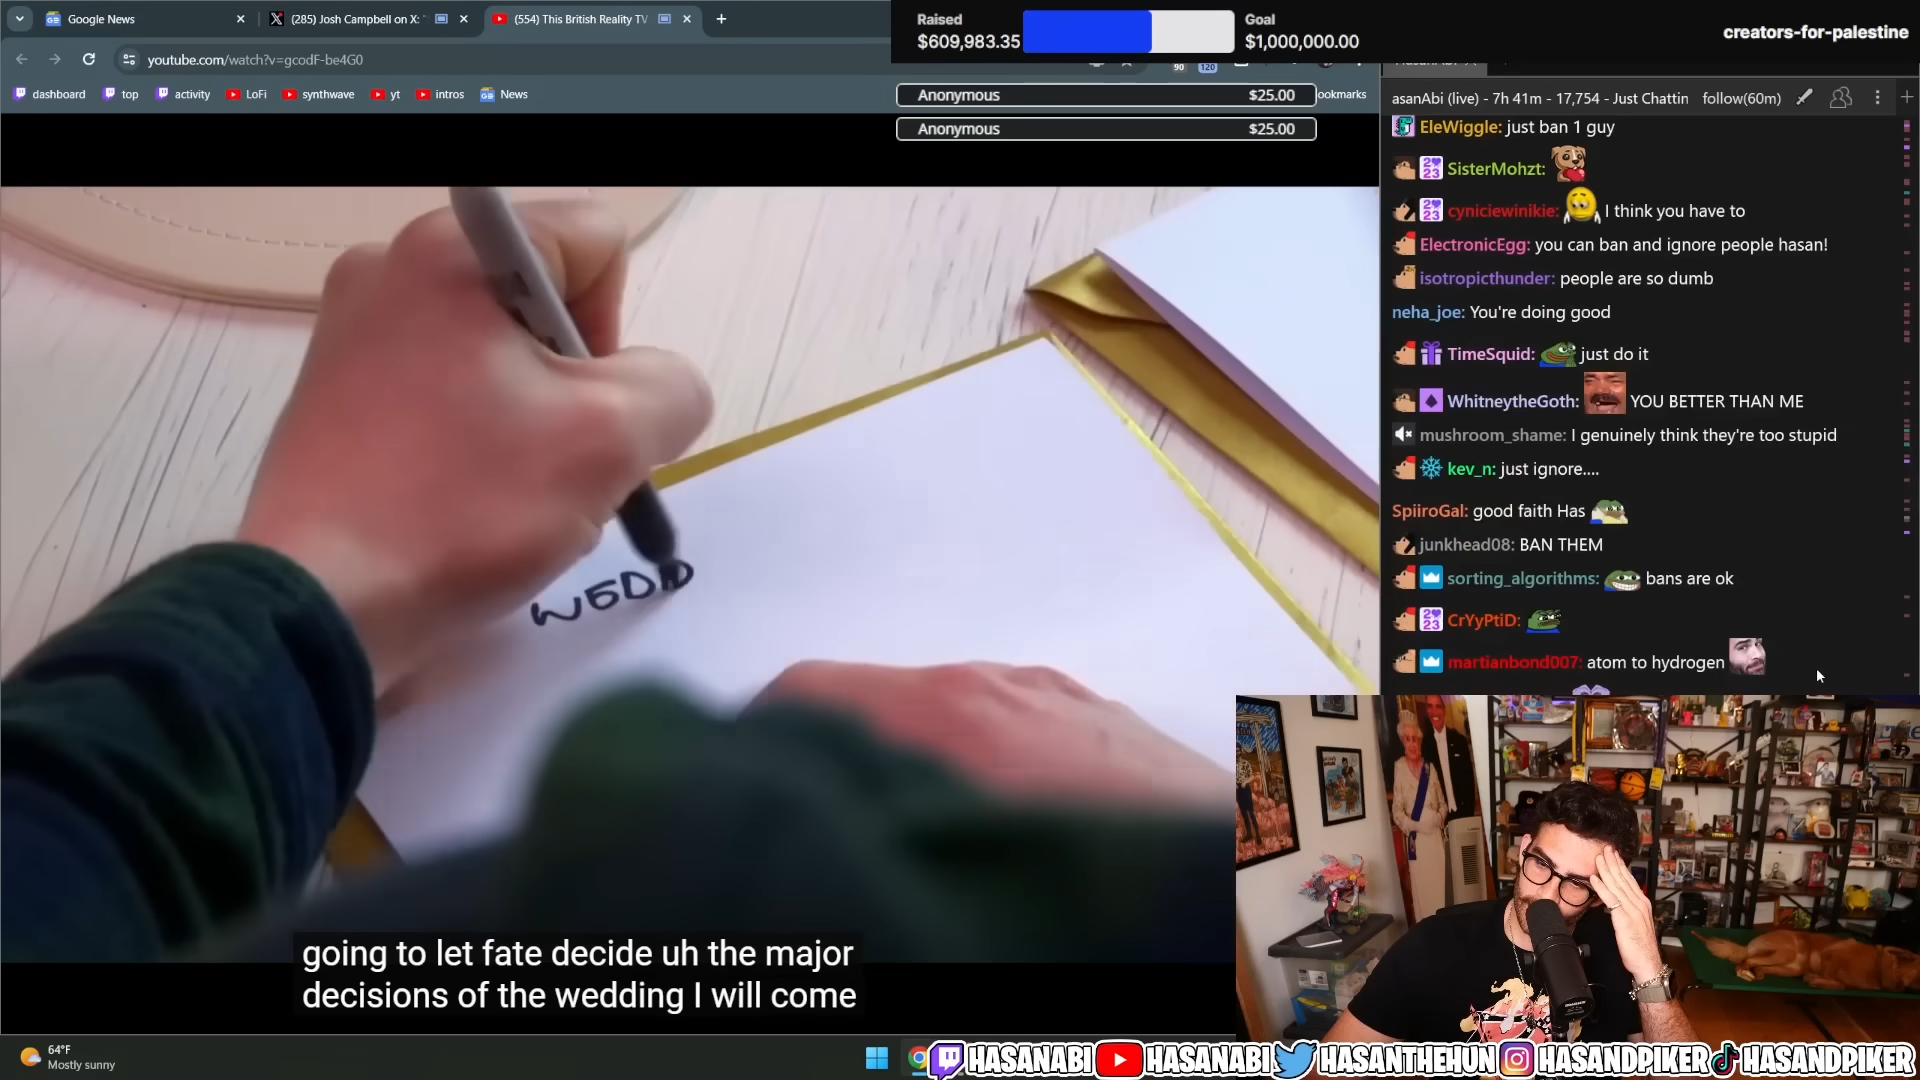 Google News
(285) Josh Campbell on X: "
(554) This British Reality TV
Raised
$609,983.35
Goal
$1,000,000.00
creators-for-palestine
youtube.com/watch?v=gcodF-be4G0
90
120
dashboard
top
activity
LoFi
synthwave
yt
intros
News
ookmarks
Anonymous $25.00
Anonymous $25.00
asanAbi (live) - 7h 41m - 17,754 - Just Chattin
follow(60m)
EleWiggle: just ban 1 guy
SisterMohzt:
cyniciewinikie: I think you have to
ElectronicEgg: you can ban and ignore people hasan!
isotropicthunder: people are so dumb
neha_joe: You're doing good
TimeSquid: just do it
WhitneytheGoth: YOU BETTER THAN ME
mushroom_shame: I genuinely think they're too stupid
kev_n: just ignore....
SpiiroGal: good faith Has
junkhead08: BAN THEM
sorting_algorithms: bans are ok
CrYyPtiD:
martianbond007: atom to hydrogen
WEDD
going to let fate decide uh the major
decisions of the wedding I will come
64°F
Mostly sunny
HASANABI
HASANABI
HASANTHEHUN
HASANDPIKER
HASANDPIKER